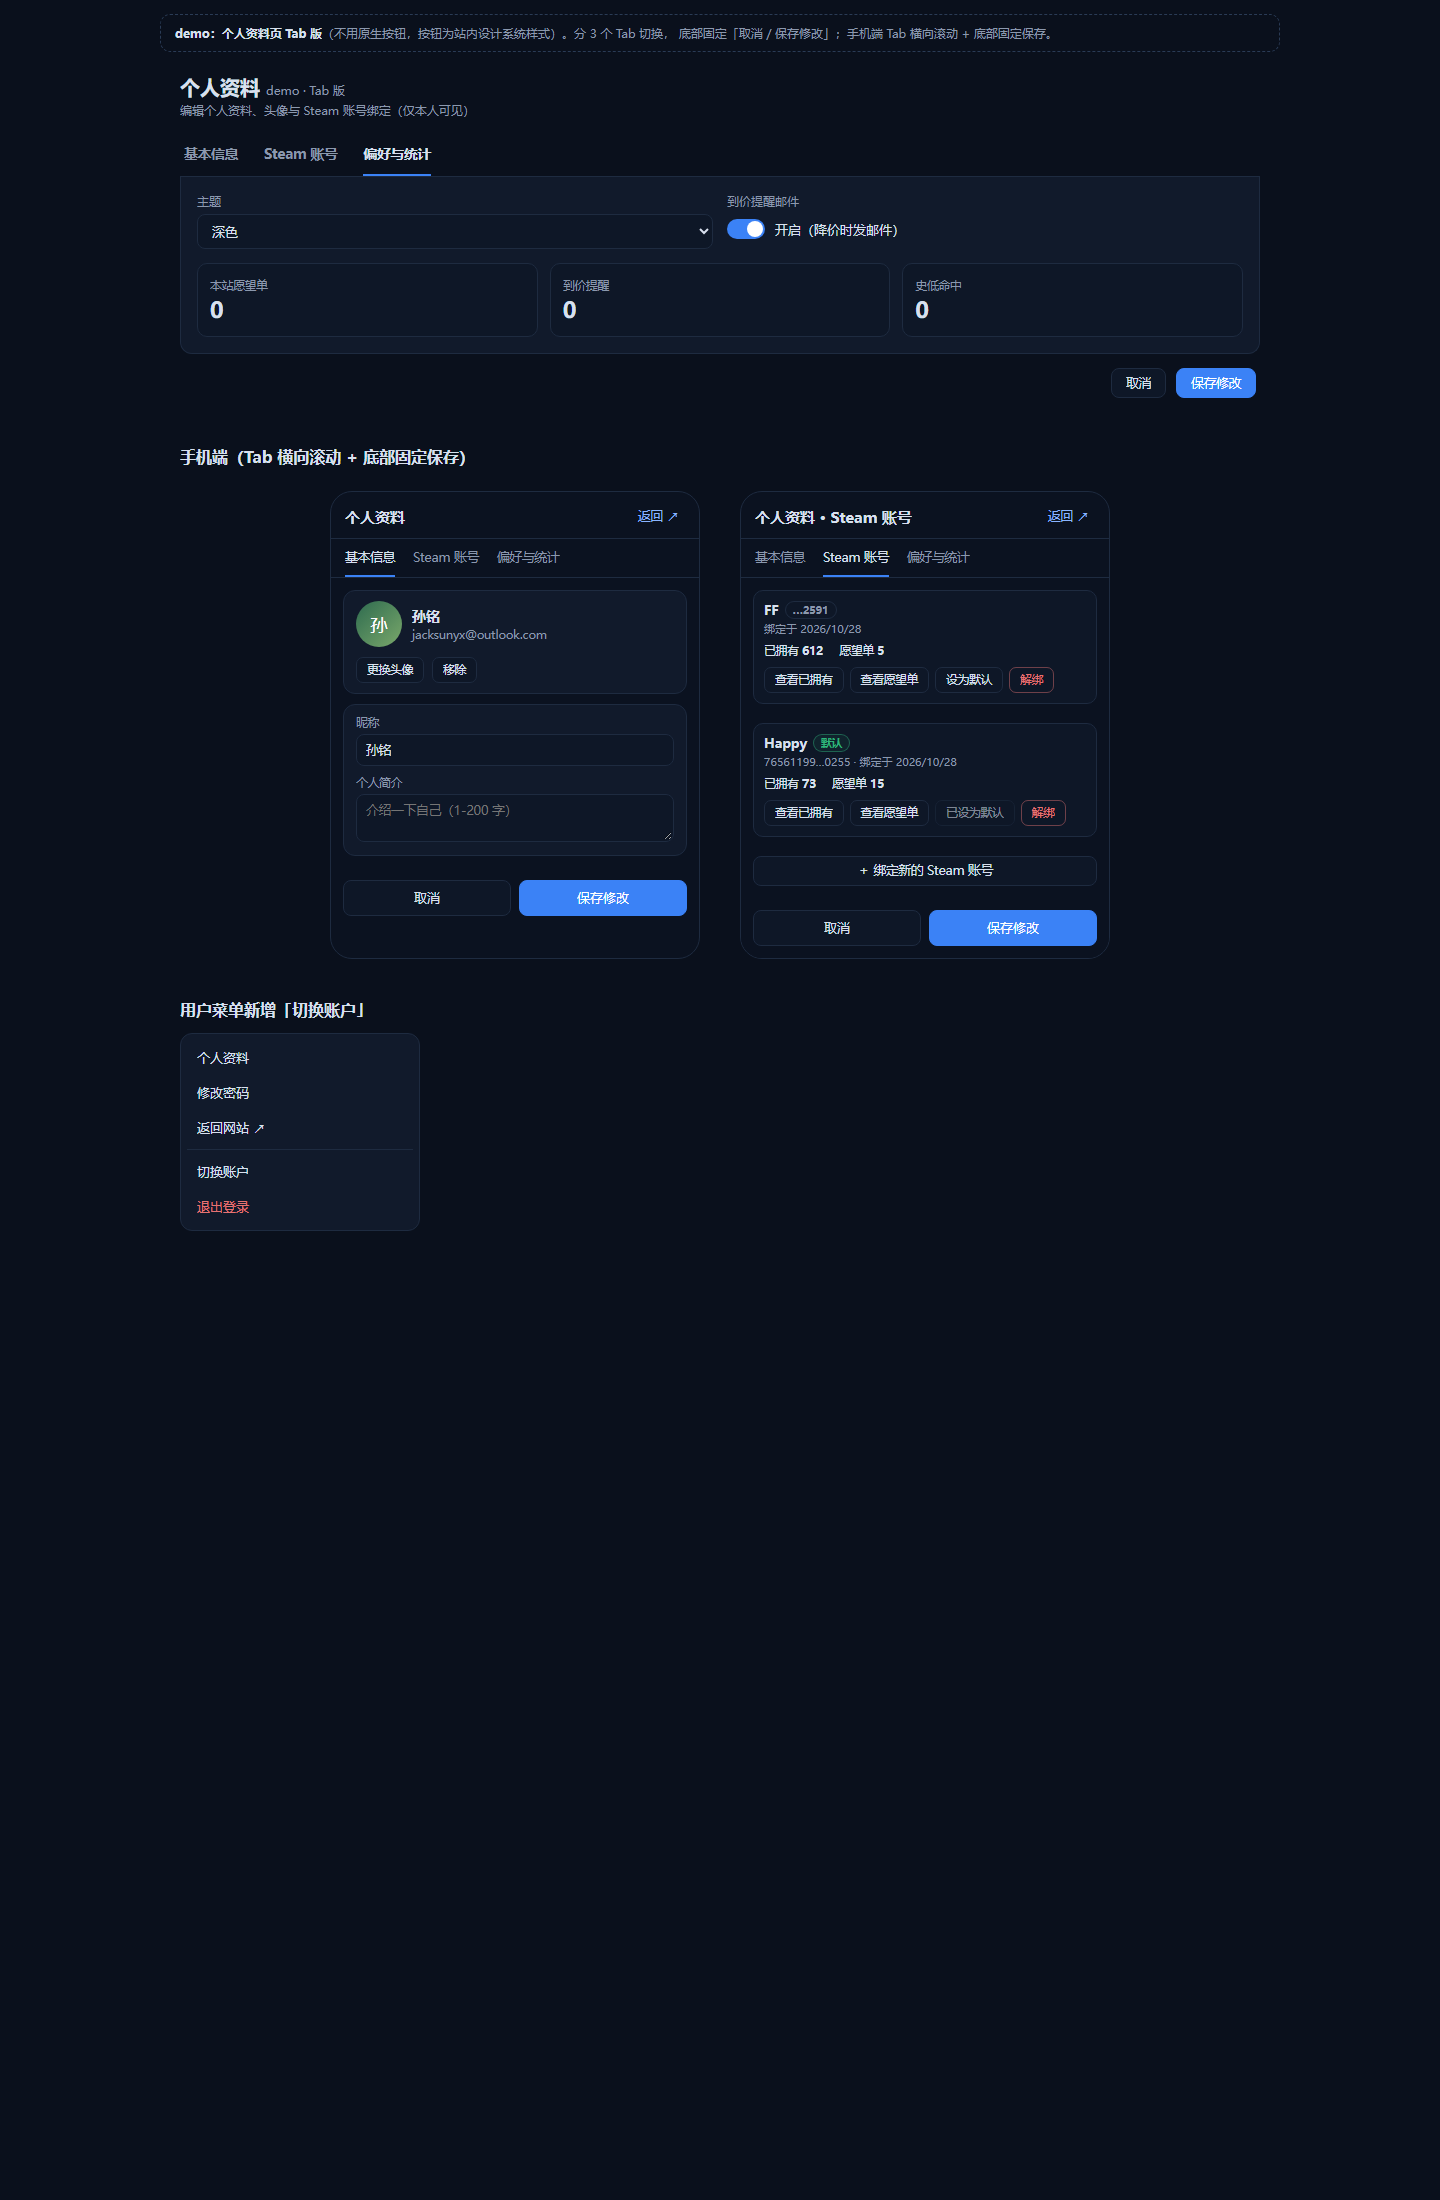 demo：个人资料页 Tab 版（不用原生按钮，按钮为站内设计系统样式）。分 3 个 Tab 切换， 底部固定「取消 / 保存修改」；手机端 Tab 横向滚动 + 底部固定保存。
个人资料 demo · Tab 版
编辑个人资料、头像与 Steam 账号绑定（仅本人可见）
基本信息 Steam 账号 偏好与统计
主题 到价提醒邮件
深色 开启（降价时发邮件）
本站愿望单 到价提醒 史低命中
0 0 0
取消 保存修改
手机端（Tab 横向滚动 + 底部固定保存）
个人资料 返回 ↗
基本信息 Steam 账号 偏好与统计
孙
孙铭
jacksunyx@outlook.com
更换头像 移除
昵称
孙铭
个人简介
介绍一下自己（1-200 字）
取消 保存修改
个人资料 · Steam 账号 返回 ↗
基本信息 Steam 账号 偏好与统计
FF …2591
绑定于 2026/10/28
已拥有 612 愿望单 5
查看已拥有 查看愿望单 设为默认 解绑
Happy 默认
76561199…0255 · 绑定于 2026/10/28
已拥有 73 愿望单 15
查看已拥有 查看愿望单 已设为默认 解绑
+ 绑定新的 Steam 账号
取消 保存修改
用户菜单新增「切换账户」
个人资料
修改密码
返回网站 ↗
切换账户
退出登录